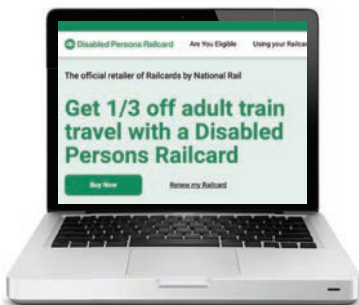 Disabled Persons Railcard Are You Eligible Using your Railcar
The official retailer of Railcards by National Rail
Get 1/3 off adult train
travel with a Disabled
Persons Railcard
Buy Now Renew my Railcard